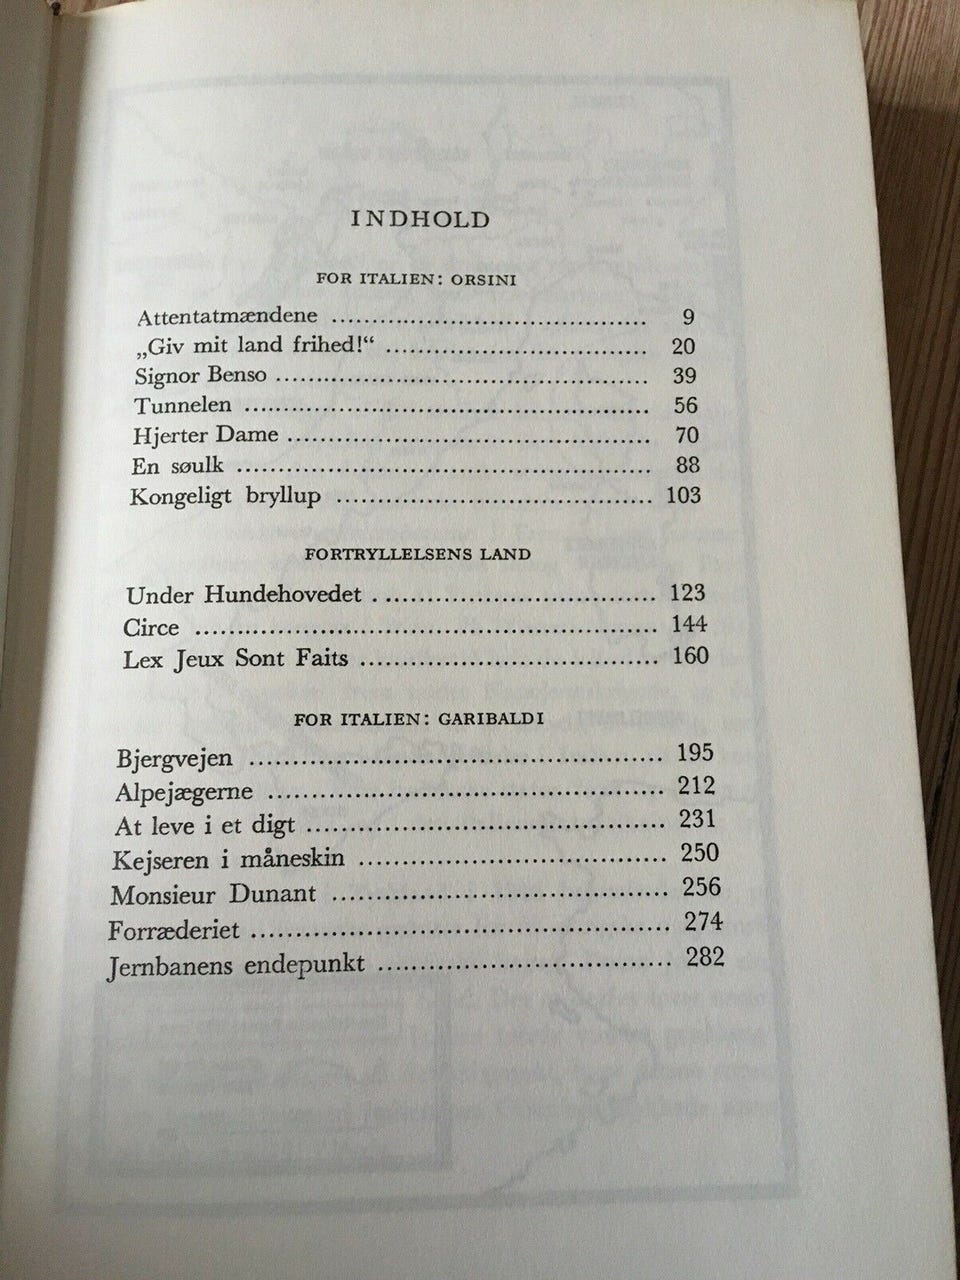 INDHOLD
FOR ITALIEN: ORSINI
Attentatmændene ................................................ 9
„Giv mit land frihed!“ ....................................... 20
Signor Benso ..................................................... 39
Tunnelen .......................................................... 56
Hjerter Dame .................................................... 70
En søulk ........................................................... 88
Kongeligt bryllup .............................................. 103
FORTRYLLELSENS LAND
Under Hundehovedet . ........................................ 123
Circe ................................................................ 144
Lex Jeux Sont Faits ............................................ 160
FOR ITALIEN: GARIBALDI
Bjergvejen ......................................................... 195
Alpejægerne ...................................................... 212
At leve i et digt ................................................. 231
Kejseren i måneskin ........................................... 250
Monsieur Dunant ............................................... 256
Forræderiet ....................................................... 274
Jernbanens endepunkt ........................................ 282